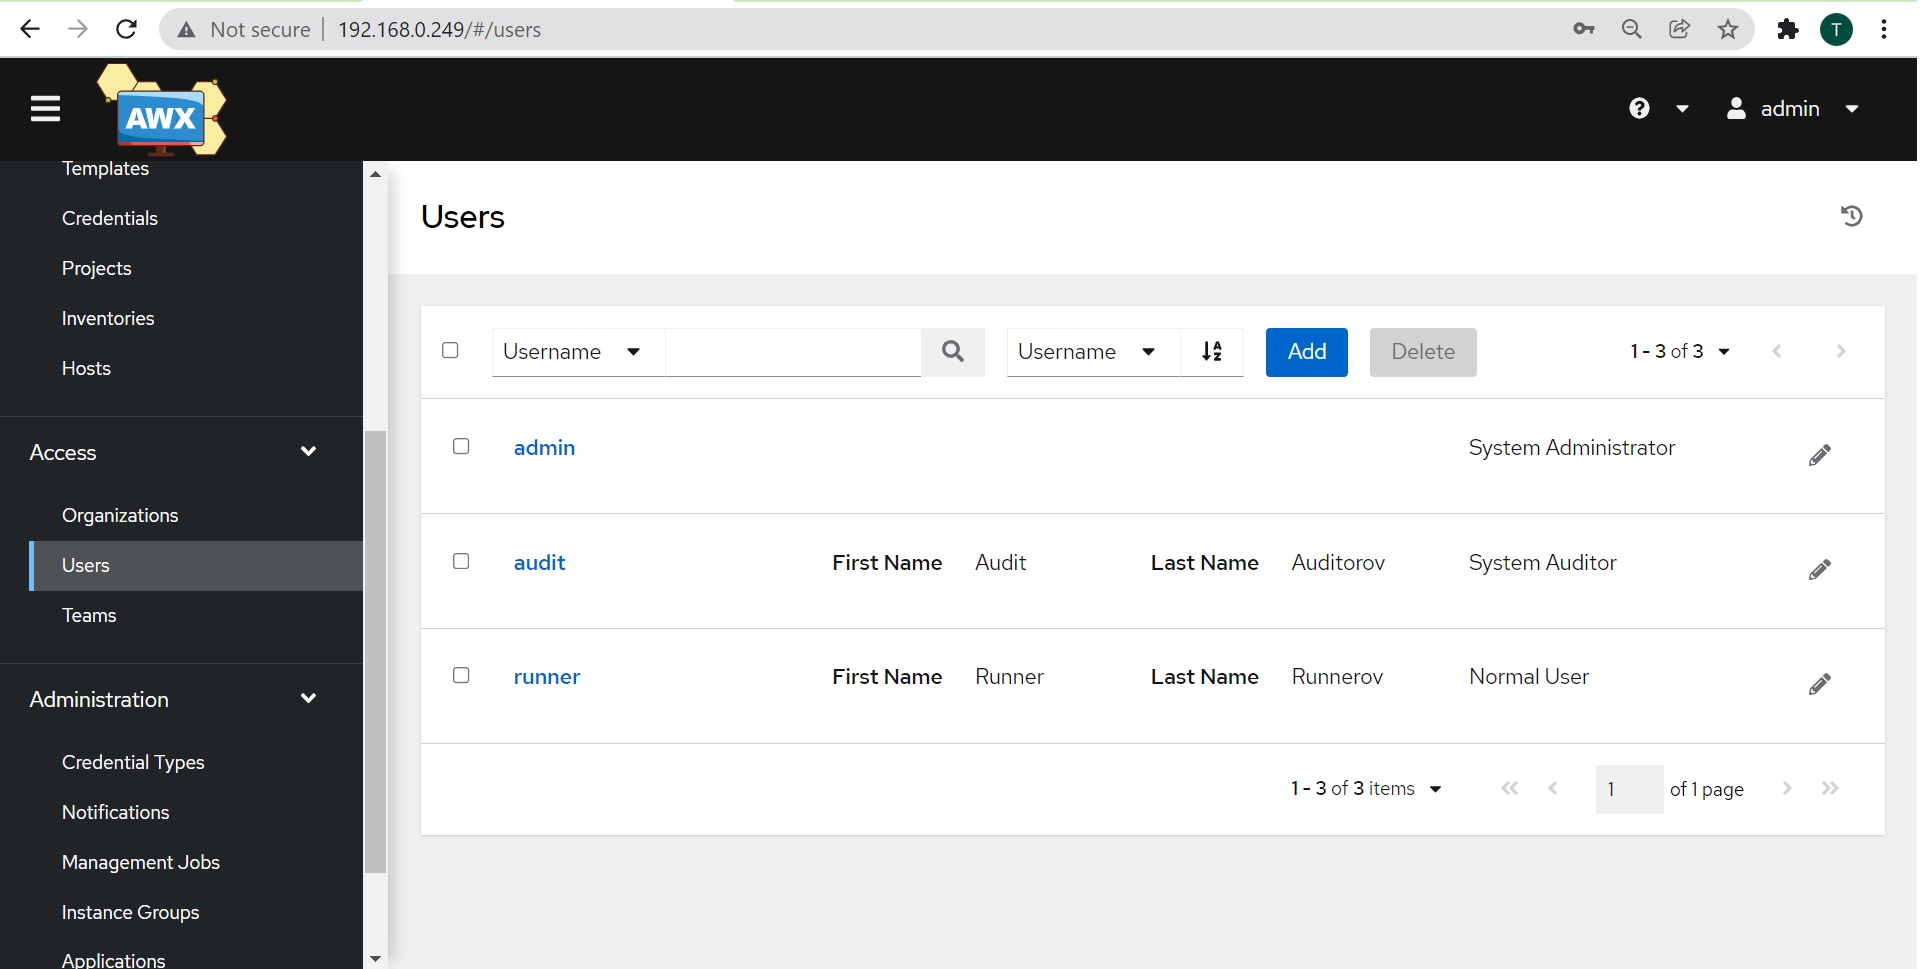 Not secure | 192.168.0.249/#/users
T
AWX
admin
Templates
Credentials
Projects
Inventories
Hosts
Access
Organizations
Users
Teams
Administration
Credential Types
Notifications
Management Jobs
Instance Groups
Applications
Users
Username Username Add Delete 1 - 3 of 3
admin System Administrator
audit First Name Audit Last Name Auditorov System Auditor
runner First Name Runner Last Name Runnerov Normal User
1 - 3 of 3 items 1 of 1 page